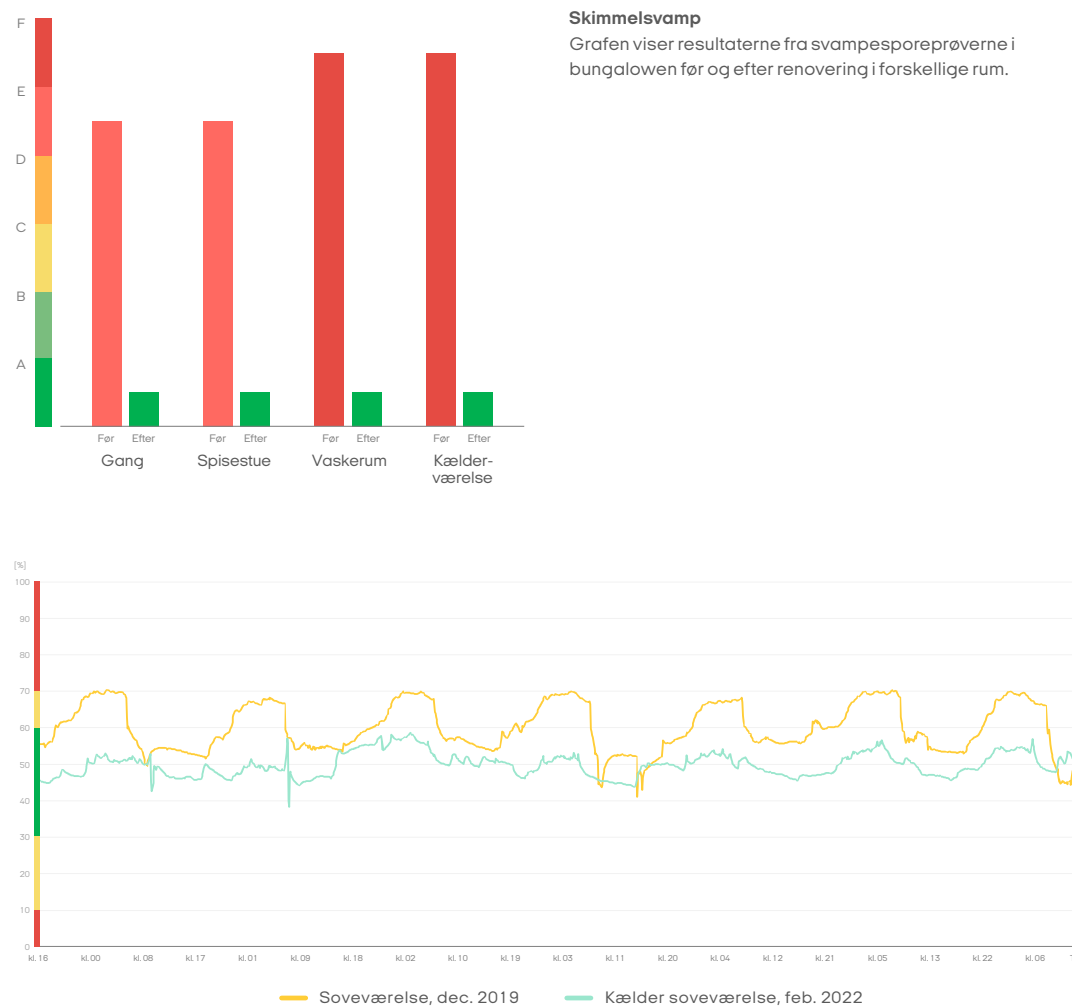 Skimmelsvamp
Grafen viser resultaterne fra svampesporeprøverne i
bungalowen før og efter renovering i forskellige rum.
F
E
D
C
B
A
Før Efter Før Efter Før Efter Før Efter
Gang Spisestue Vaskerum Kælder-
værelse
[%]
100
90
80
70
60
50
40
30
20
10
0
kl. 16 kl. 00 kl. 08 kl. 17 kl. 01 kl. 09 kl. 18 kl. 02 kl. 10 kl. 19 kl. 03 kl. 11 kl. 20 kl. 04 kl. 12 kl. 21 kl. 05 kl. 13 kl. 22 kl. 06
Soveværelse, dec. 2019 Kælder soveværelse, feb. 2022